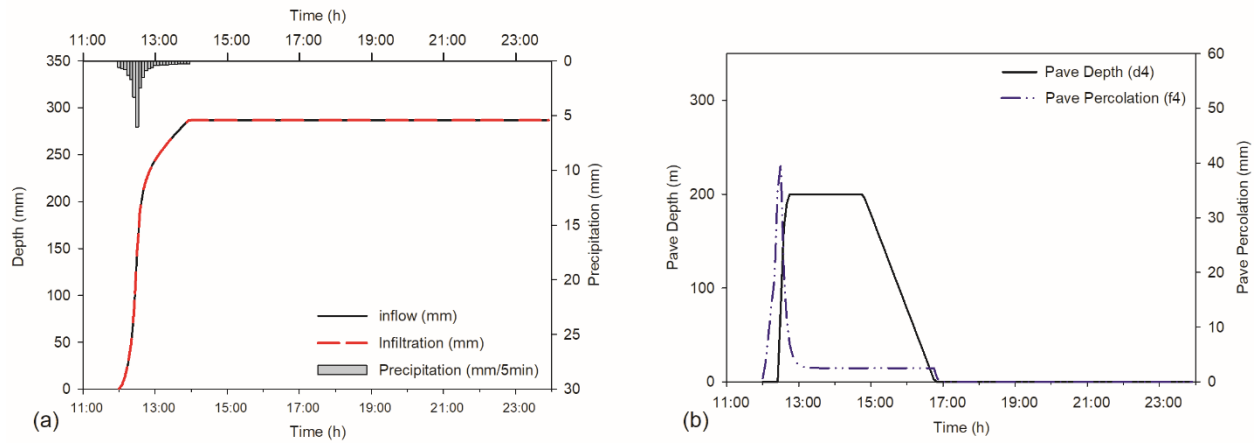 Time (h)
11:00 13:00 15:00 17:00 19:00 21:00 23:00
350 0
300 5
250 10
200 15
150 20
100 25
50 30
0
Depth (mm)
Precipitation (mm)
inflow (mm)
Infiltration (mm)
Precipitation (mm/5min)
11:00 13:00 15:00 17:00 19:00 21:00 23:00
(a) Time (h)
300
200
100
0
Pave Depth (m)
60
50
40
30
20
10
0
Pave Percolation (mm)
Pave Depth (d4)
Pave Percolation (f4)
11:00 13:00 15:00 17:00 19:00 21:00 23:00
(b) Time (h)